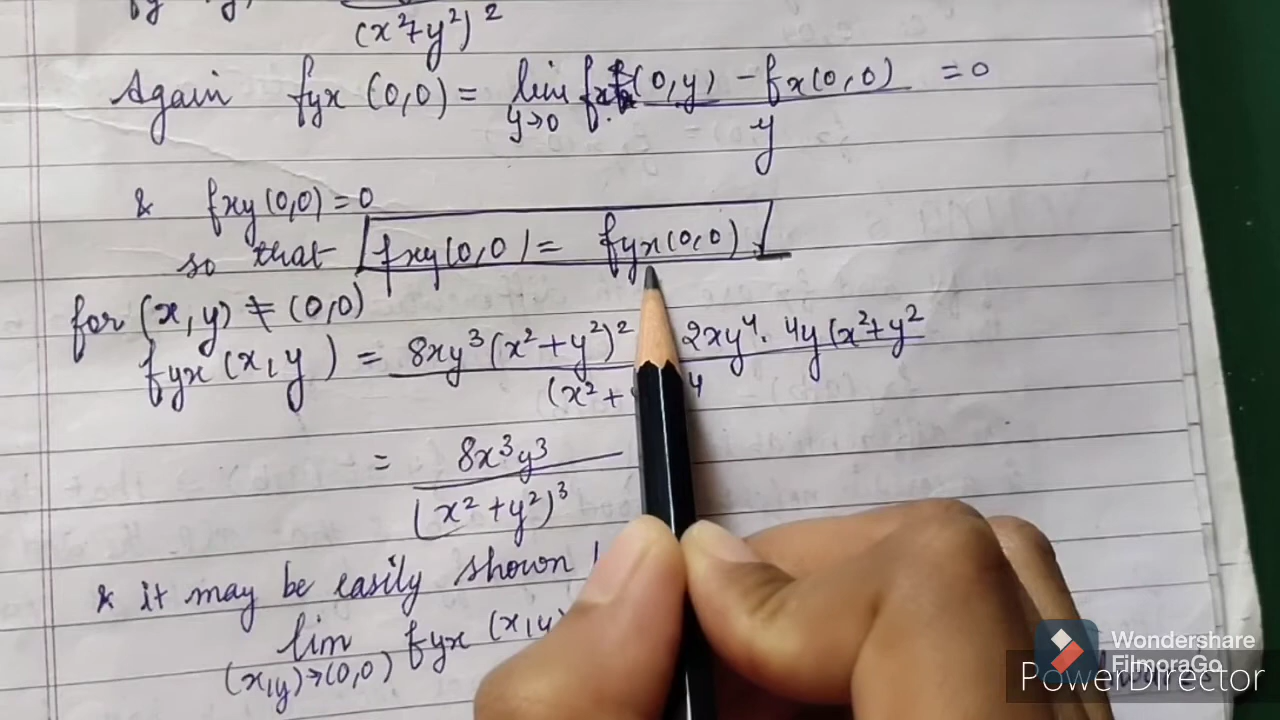 (x²+y²)²
Again fyx (0,0) = lim y→0 fx(0,y) - fx(0,0) / y = 0
& fxy(0,0) = 0
so that fxy(0,0) = fyx(0,0)
for (x,y) ≠ (0,0)
fyx(x,y) = 8xy³(x²+y²)² 2xy⁴. 4y(x²+y² / (x²+ 4
= 8x³y³ / (x²+y²)³
& it may be easily shown
lim (x,y)→(0,0) fyx (x,y
Wondershare
FilmoraGo
PowerDirector